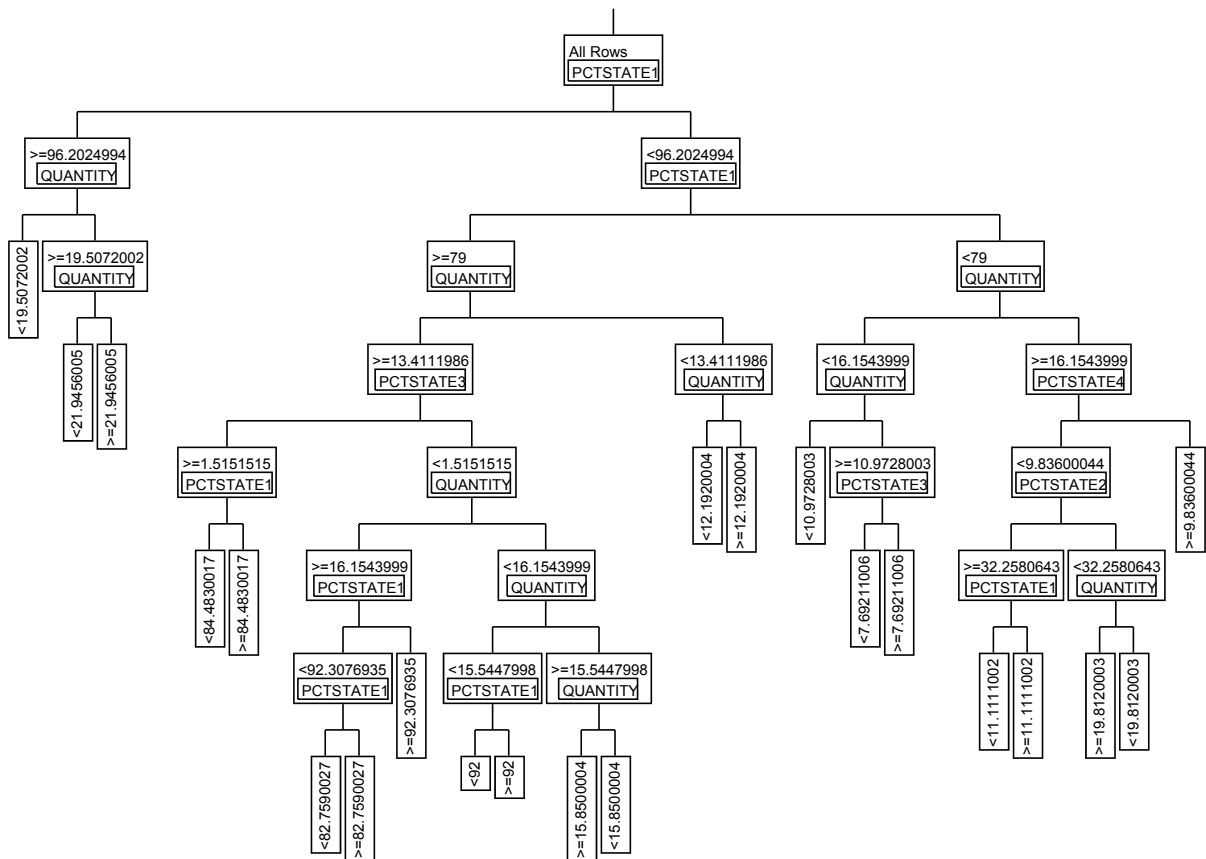 All Rows
PCTSTATE1
>=96.2024994
QUANTITY
<96.2024994
PCTSTATE1
<19.5072002
>=19.5072002
QUANTITY
>=79
QUANTITY
<79
QUANTITY
<21.9456005
>=21.9456005
>=13.4111986
PCTSTATE3
<13.4111986
QUANTITY
<16.1543999
QUANTITY
>=16.1543999
PCTSTATE4
>=1.5151515
PCTSTATE1
<1.5151515
QUANTITY
<12.1920004
>=12.1920004
<10.9728003
>=10.9728003
PCTSTATE3
<9.83600044
PCTSTATE2
>=9.83600044
<84.4830017
>=84.4830017
>=16.1543999
PCTSTATE1
<16.1543999
QUANTITY
<7.69211006
>=7.69211006
>=32.2580643
PCTSTATE1
<32.2580643
QUANTITY
<92.3076935
PCTSTATE1
>=92.3076935
<15.5447998
PCTSTATE1
>=15.5447998
QUANTITY
<11.1111002
>=11.1111002
>=19.8120003
<19.8120003
<82.7590027
>=82.7590027
<92
>=92
>=15.8500004
<15.8500004